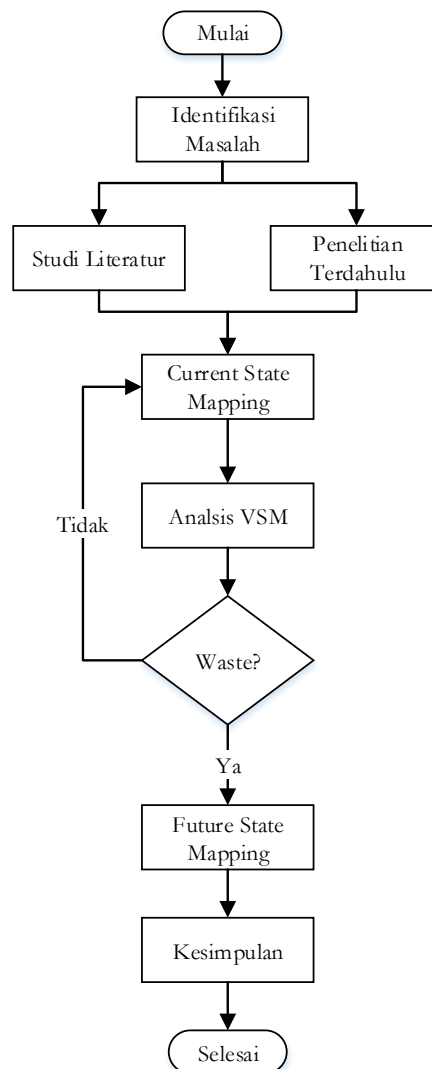 Mulai
Identifikasi
Masalah
Studi Literatur
Penelitian
Terdahulu
Current State
Mapping
Analsis VSM
Tidak
Waste?
Ya
Future State
Mapping
Kesimpulan
Selesai